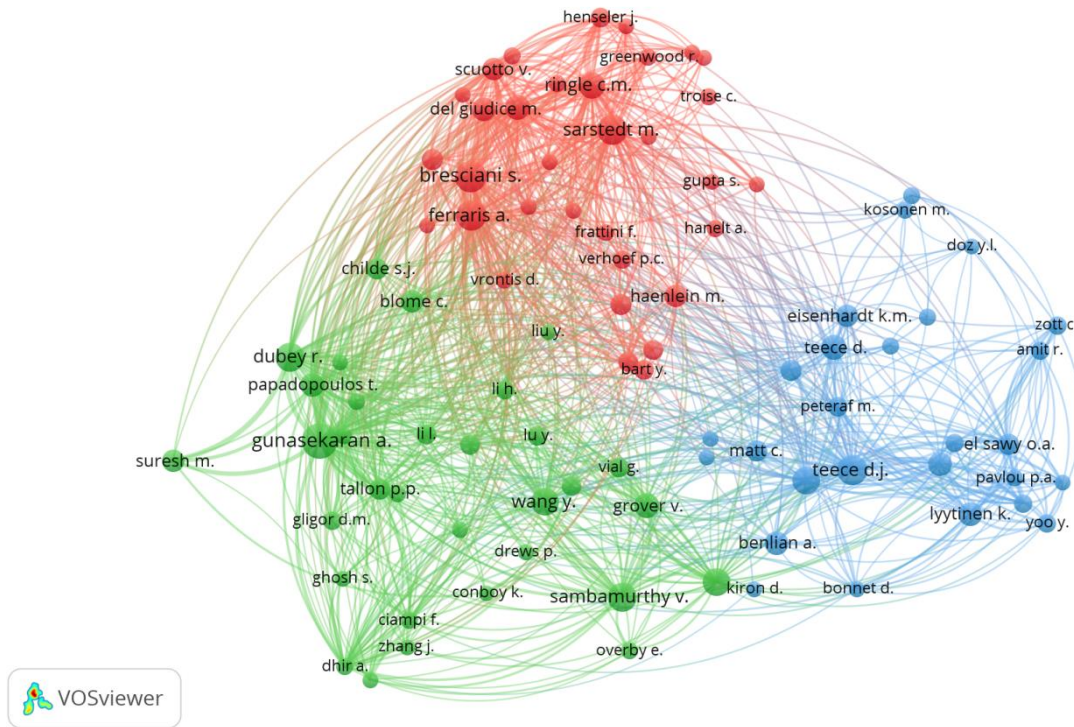 henseler j.
greenwood r.
scuotto v.
ringle c.m.
troise c.
del giudice m.
sarstedt m.
bresciani s.
gupta s.
ferraris a.
kosonen m.
frattini f.
hanelt a.
doz y.l.
verhoef p.c.
childe s.j.
vrontis d.
haenlein m.
blome c.
eisenhardt k.m.
zott c.
liu y.
teece d.
amit r.
dubey r.
bart y.
papadopoulos t.
li h.
peteraf m.
gunasekaran a.
li l.
lu y.
el sawy o.a.
matt c.
suresh m.
vial g.
teece d.j.
pavlou p.a.
tallon p.p.
wang y.
grover v.
gligor d.m.
lyytinen k.
yoo y.
drews p.
benlian a.
ghosh s.
conboy k.
sambamurthy v.
kiron d.
bonnet d.
ciampi f.
zhang j.
overby e.
dhir a.
VOSviewer